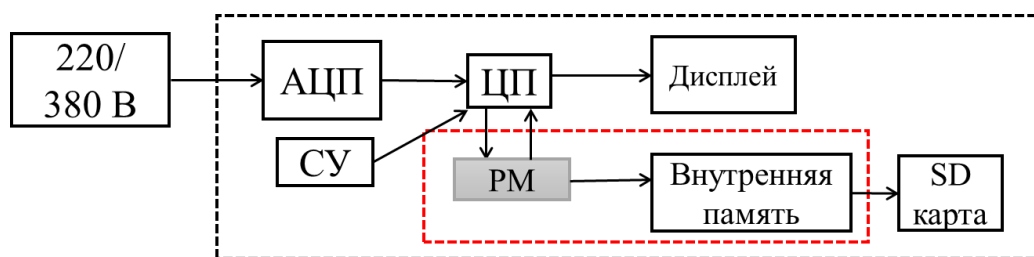 220/
380 В
АЦП
ЦП
Дисплей
СУ
РМ
Внутренняя
память
SD
карта